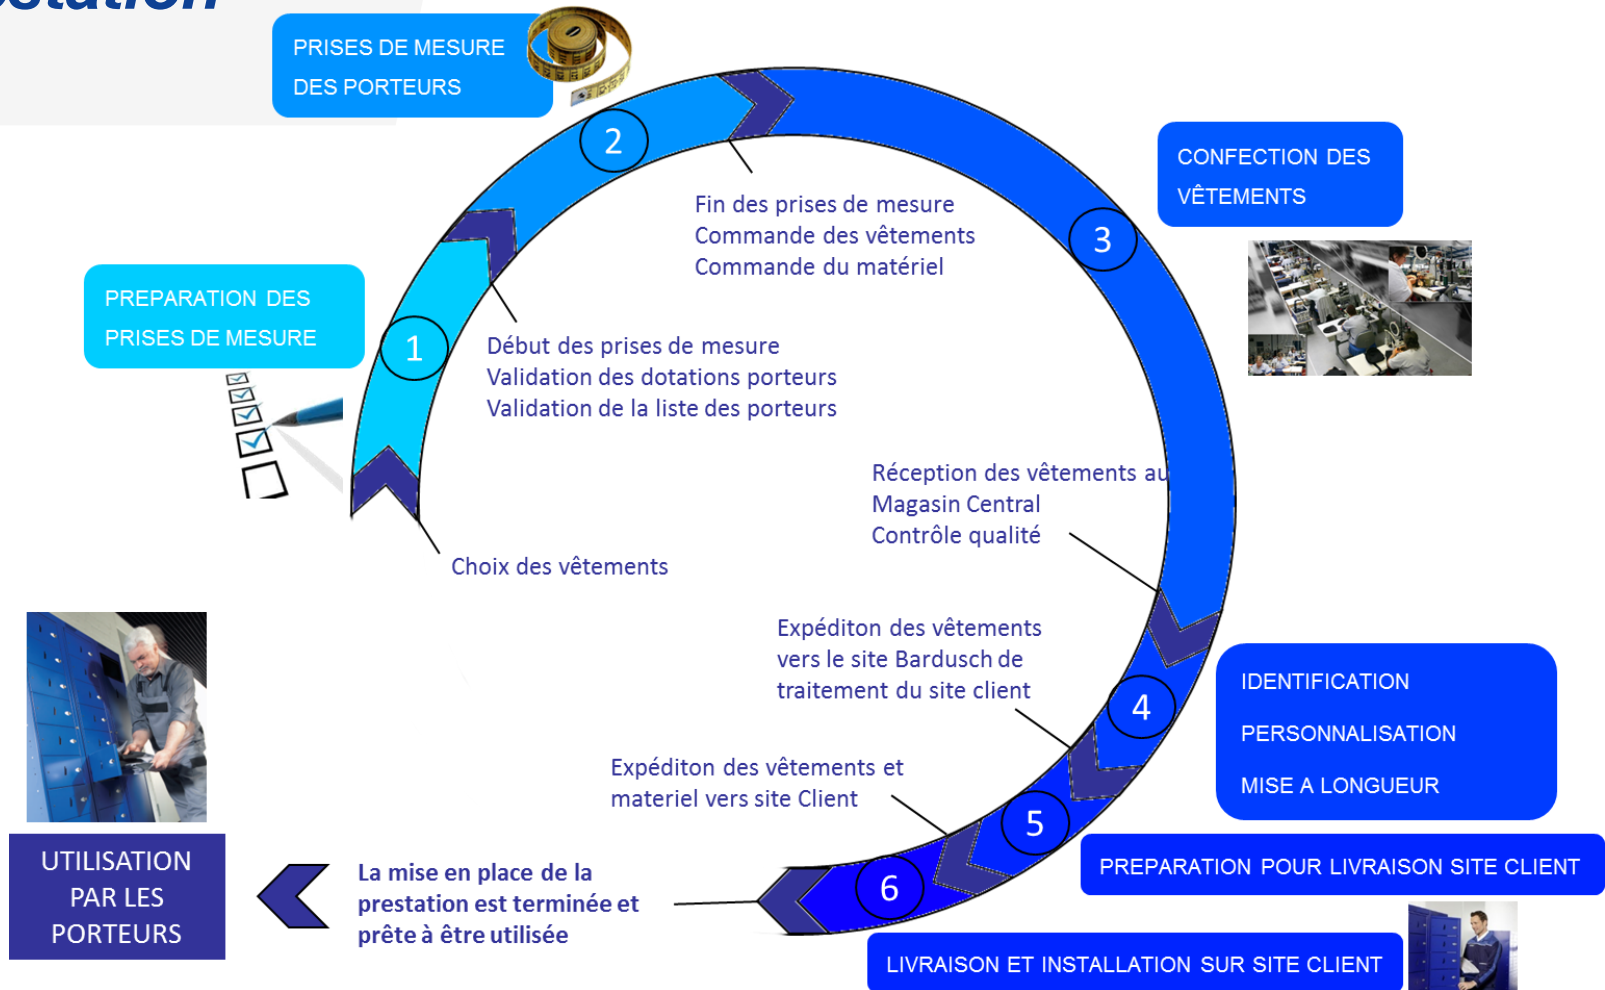 PRISES DE MESURE
DES PORTEURS
2
CONFECTION DES
VÊTEMENTS
3
Fin des prises de mesure
Commande des vêtements
Commande du matériel
PREPARATION DES
PRISES DE MESURE
1
Début des prises de mesure
Validation des dotations porteurs
Validation de la liste des porteurs
Réception des vêtements au
Magasin Central
Contrôle qualité
Choix des vêtements
Expéditon des vêtements
vers le site Bardusch de
traitement du site client
4
IDENTIFICATION
PERSONNALISATION
MISE A LONGUEUR
Expéditon des vêtements et
materiel vers site Client
5
PREPARATION POUR LIVRAISON SITE CLIENT
6
UTILISATION
PAR LES
PORTEURS
La mise en place de la
prestation est terminée et
prête à être utilisée
LIVRAISON ET INSTALLATION SUR SITE CLIENT